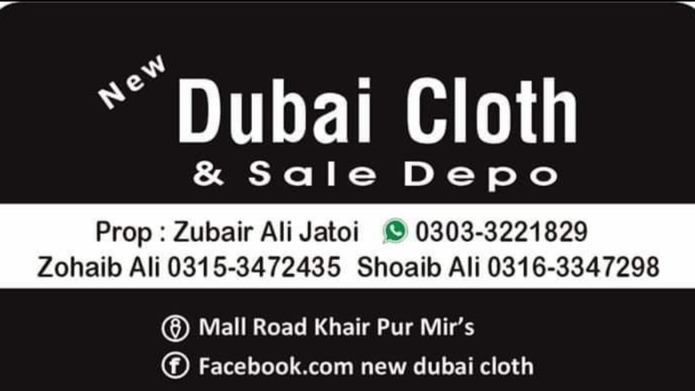 New
Dubai Cloth
& Sale Depo
Prop : Zubair Ali Jatoi 0303-3221829
Zohaib Ali 0315-3472435 Shoaib Ali 0316-3347298
Mall Road Khair Pur Mir's
f Facebook.com new dubai cloth